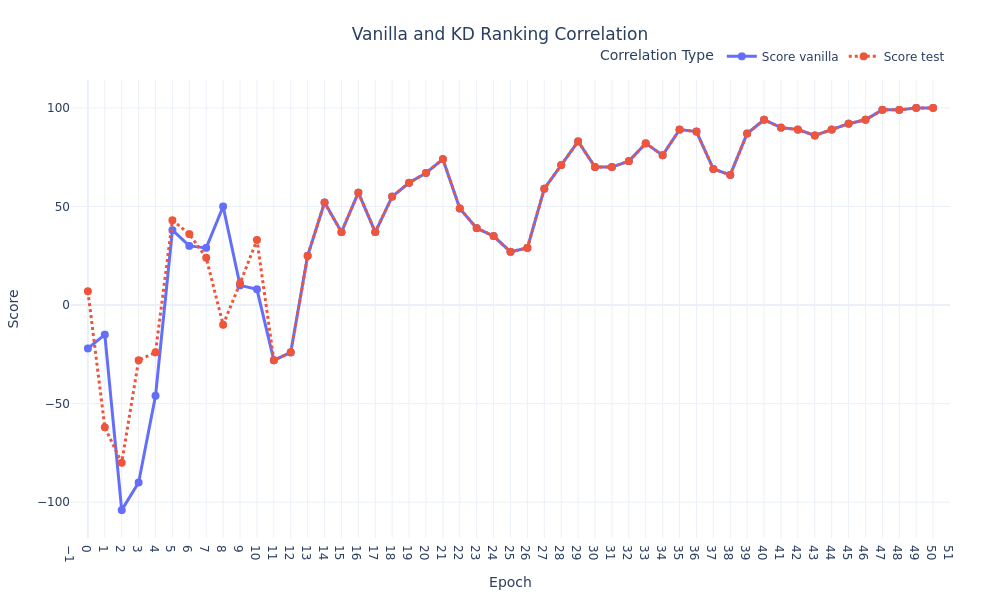 Vanilla and KD Ranking Correlation
Correlation Type Score vanilla Score test
100
50
0
−50
−100
Score
−1 0 1 2 3 4 5 6 7 8 9 10 11 12 13 14 15 16 17 18 19 20 21 22 23 24 25 26 27 28 29 30 31 32 33 34 35 36 37 38 39 40 41 42 43 44 45 46 47 48 49 50 51
Epoch